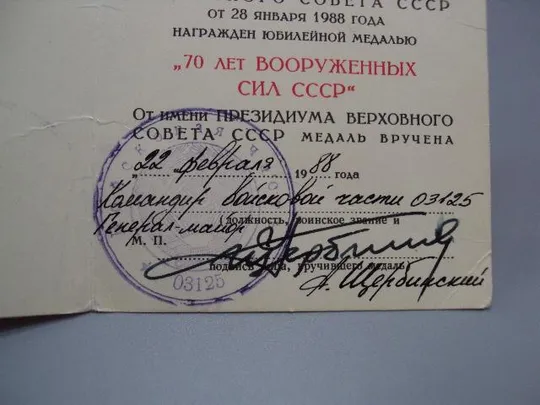 СОВЕТА СССР
ОТ 28 ЯНВАРЯ 1988 ГОДА
НАГРАЖДЕН ЮБИЛЕЙНОЙ МЕДАЛЬЮ
„70 ЛЕТ ВООРУЖЕННЫХ
СИЛ СССР“
От имени ПРЕЗИДИУМА ВЕРХОВНОГО
СОВЕТА СССР МЕДАЛЬ ВРУЧЕНА
„22 февраля 1988 года
Командир войсковой части 03125
должность, воинское звание и
Генерал-майор
М. П.
подпись лица, вручившего медаль
А. Щербинский
03125